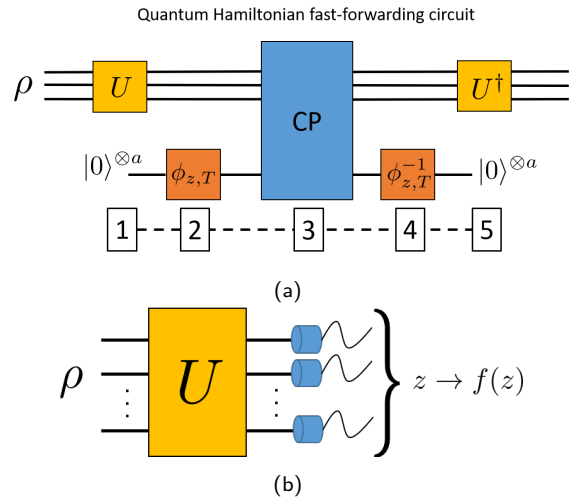 Quantum Hamiltonian fast-forwarding circuit
ρ U CP U†
|0⟩⊗a ϕz,T ϕ−1z,T |0⟩⊗a
1 2 3 4 5
(a)
ρ U z → f(z)
(b)